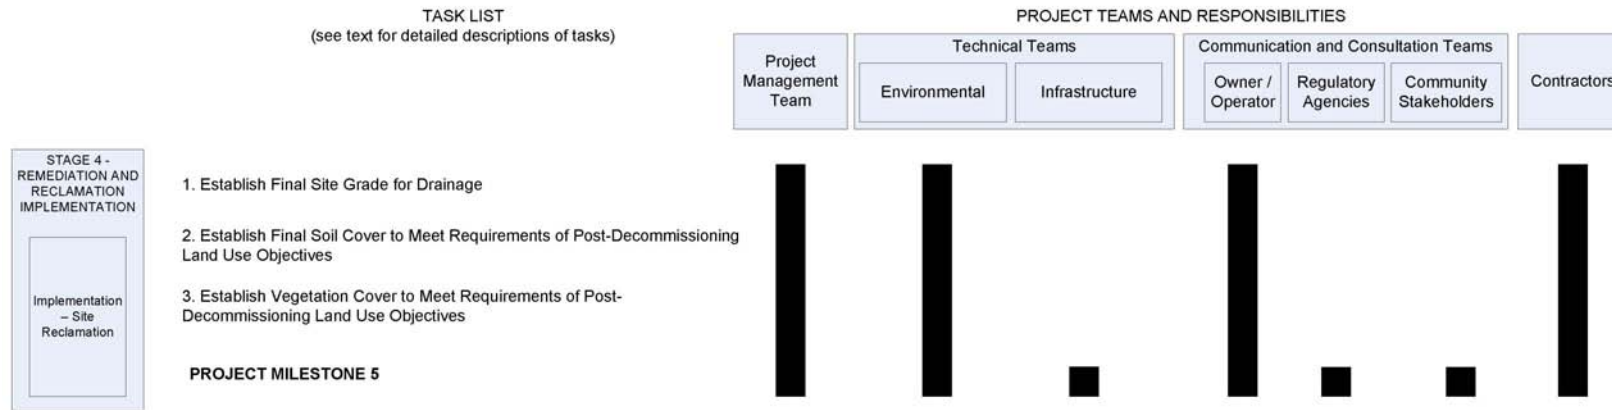 TASK LIST
(see text for detailed descriptions of tasks)
PROJECT TEAMS AND RESPONSIBILITIES
Project
Management
Team
Technical Teams
Environmental
Infrastructure
Communication and Consultation Teams
Owner /
Operator
Regulatory
Agencies
Community
Stakeholders
Contractors
STAGE 4 -
REMEDIATION AND
RECLAMATION
IMPLEMENTATION
Implementation
– Site
Reclamation
1. Establish Final Site Grade for Drainage
2. Establish Final Soil Cover to Meet Requirements of Post-Decommissioning
Land Use Objectives
3. Establish Vegetation Cover to Meet Requirements of Post-
Decommissioning Land Use Objectives
PROJECT MILESTONE 5